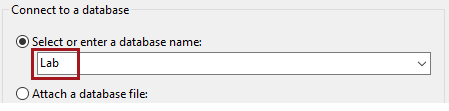 Connect to a database
Select or enter a database name:
Lab
Attach a database file: